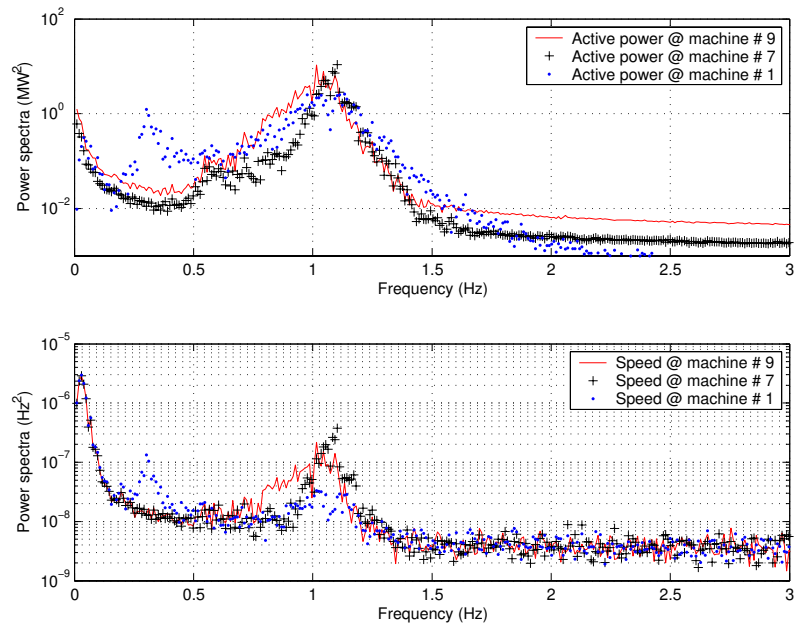 10^2
10^0
10^-2
Power spectra (MW^2)
0
0.5
1
1.5
2
2.5
3
Frequency (Hz)
Active power @ machine # 9
Active power @ machine # 7
Active power @ machine # 1
10^-5
10^-6
10^-7
10^-8
10^-9
Power spectra (Hz^2)
0
0.5
1
1.5
2
2.5
3
Frequency (Hz)
Speed @ machine # 9
Speed @ machine # 7
Speed @ machine # 1